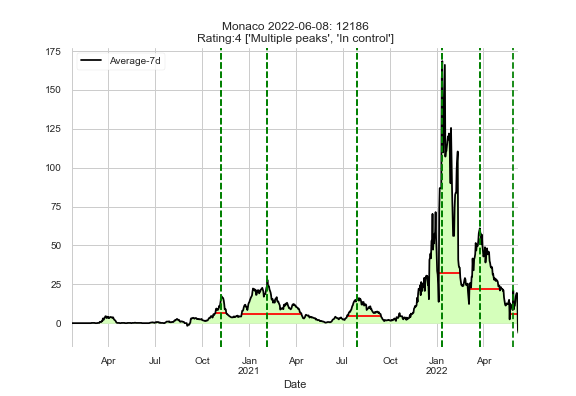 Monaco 2022-06-08: 12186
Rating:4 ['Multiple peaks', 'In control']
175
Average-7d
150
125
100
75
50
25
0
Apr Jul Oct Jan Apr Jul Oct Jan Apr
2021 2022
Date